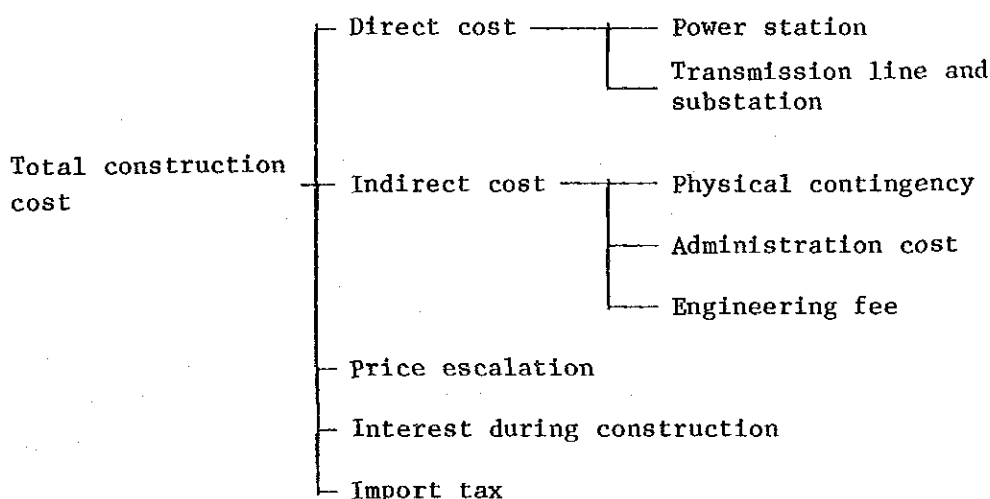 Direct cost
Power station
Transmission line and
substation
Total construction
cost
Indirect cost
Physical contingency
Administration cost
Engineering fee
Price escalation
Interest during construction
Import tax